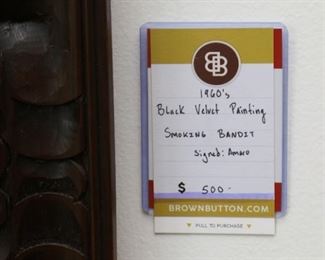 BB
1960's
Black Velvet Painting
SMOKING BANDIT
Signed: Amaro
$ 500-
BROWNBUTTON.COM
PULL TO PURCHASE